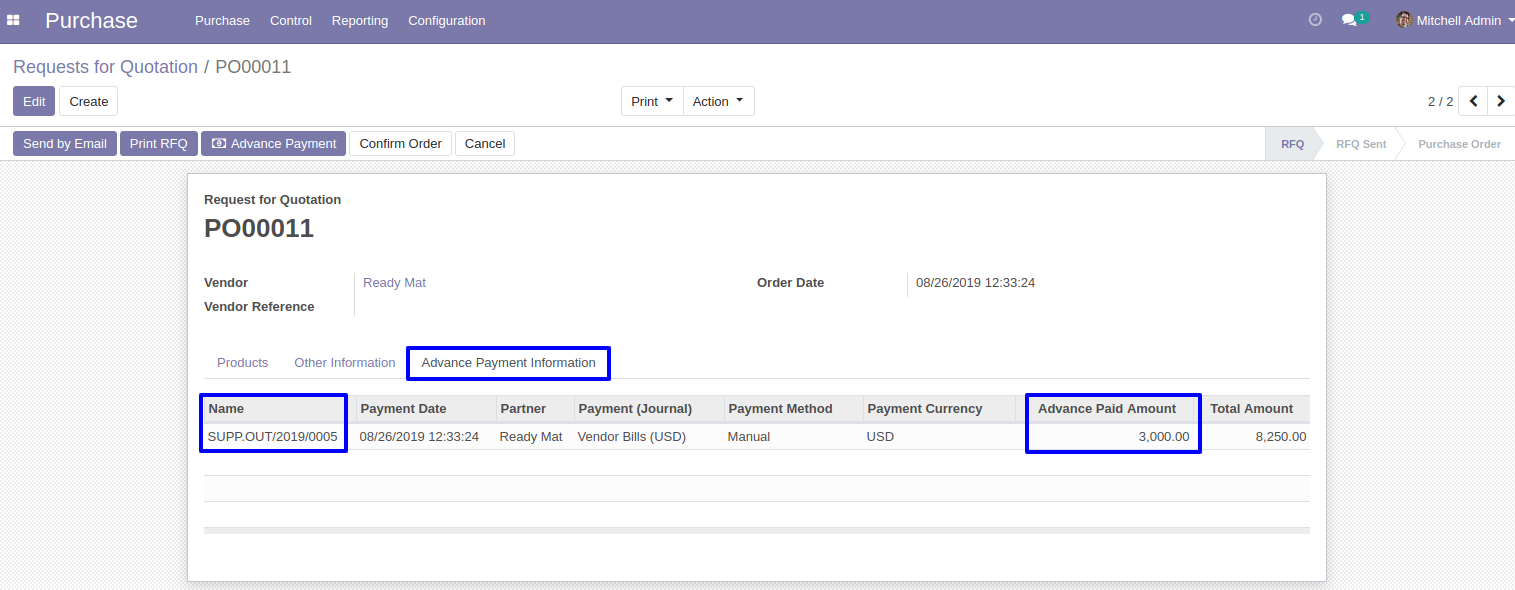 Purchase Purchase Control Reporting Configuration 1 Mitchell Admin
Requests for Quotation / PO00011
Edit Create Print Action 2 / 2
Send by Email Print RFQ Advance Payment Confirm Order Cancel RFQ RFQ Sent Purchase Order
Request for Quotation
PO00011
Vendor Ready Mat Order Date 08/26/2019 12:33:24
Vendor Reference
Products Other Information Advance Payment Information
Name Payment Date Partner Payment (Journal) Payment Method Payment Currency Advance Paid Amount Total Amount
SUPP.OUT/2019/0005 08/26/2019 12:33:24 Ready Mat Vendor Bills (USD) Manual USD 3,000.00 8,250.00